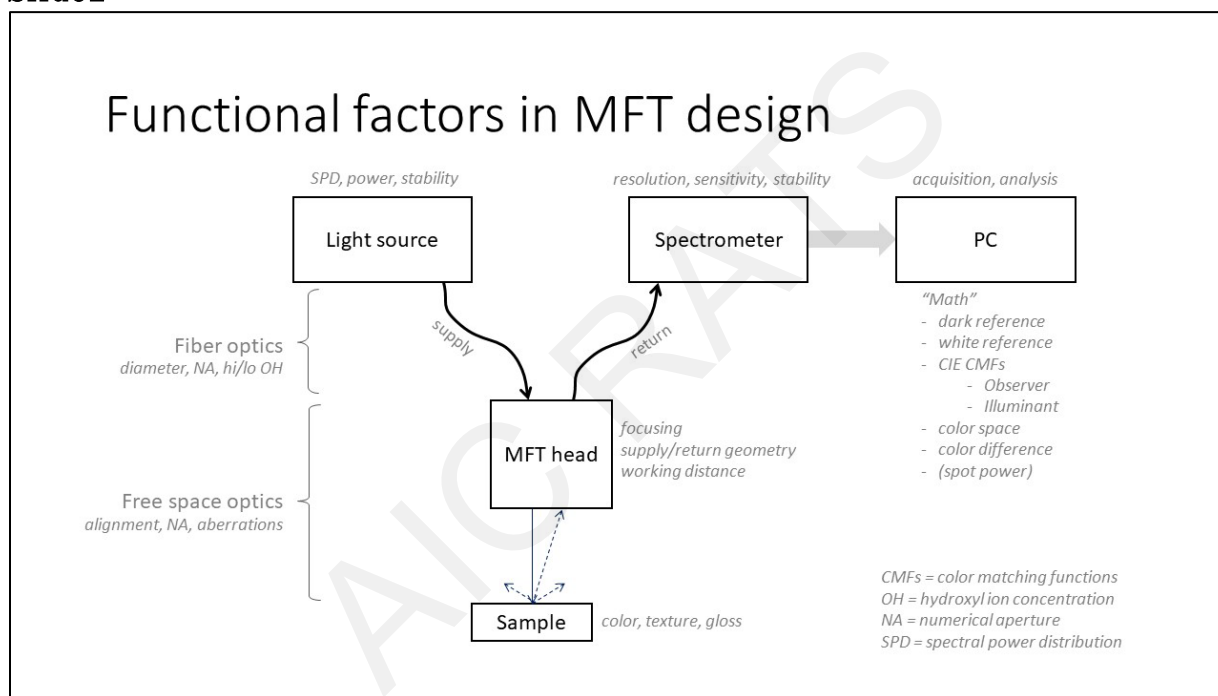 Functional factors in MFT design
SPD, power, stability
resolution, sensitivity, stability
acquisition, analysis
Light source
Spectrometer
PC
supply
return
Fiber optics
diameter, NA, hi/lo OH
"Math"
- dark reference
- white reference
- CIE CMFs
- Observer
- Illuminant
- color space
- color difference
- (spot power)
MFT head
focusing
supply/return geometry
working distance
Free space optics
alignment, NA, aberrations
Sample
color, texture, gloss
CMFs = color matching functions
OH = hydroxyl ion concentration
NA = numerical aperture
SPD = spectral power distribution
AIC RATS